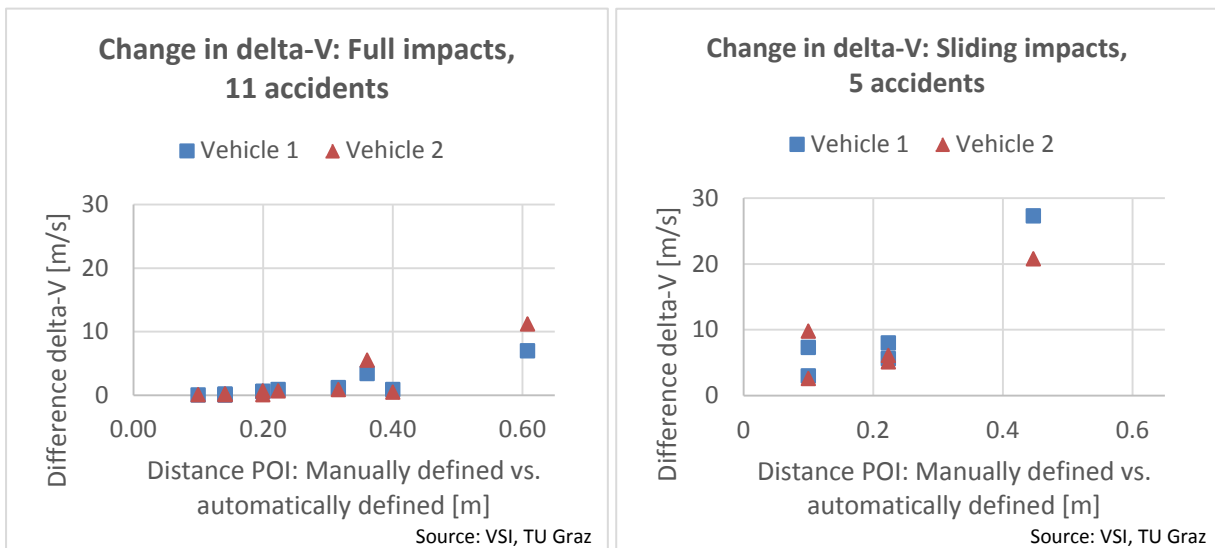 Change in delta-V: Full impacts,
11 accidents
Vehicle 1 Vehicle 2
Difference delta-V [m/s]
30
20
10
0
0.00 0.20 0.40 0.60
Distance POI: Manually defined vs.
automatically defined [m]
Source: VSI, TU Graz
Change in delta-V: Sliding impacts,
5 accidents
Vehicle 1 Vehicle 2
Difference delta-V [m/s]
30
20
10
0
0 0.2 0.4 0.6
Distance POI: Manually defined vs.
automatically defined [m]
Source: VSI, TU Graz